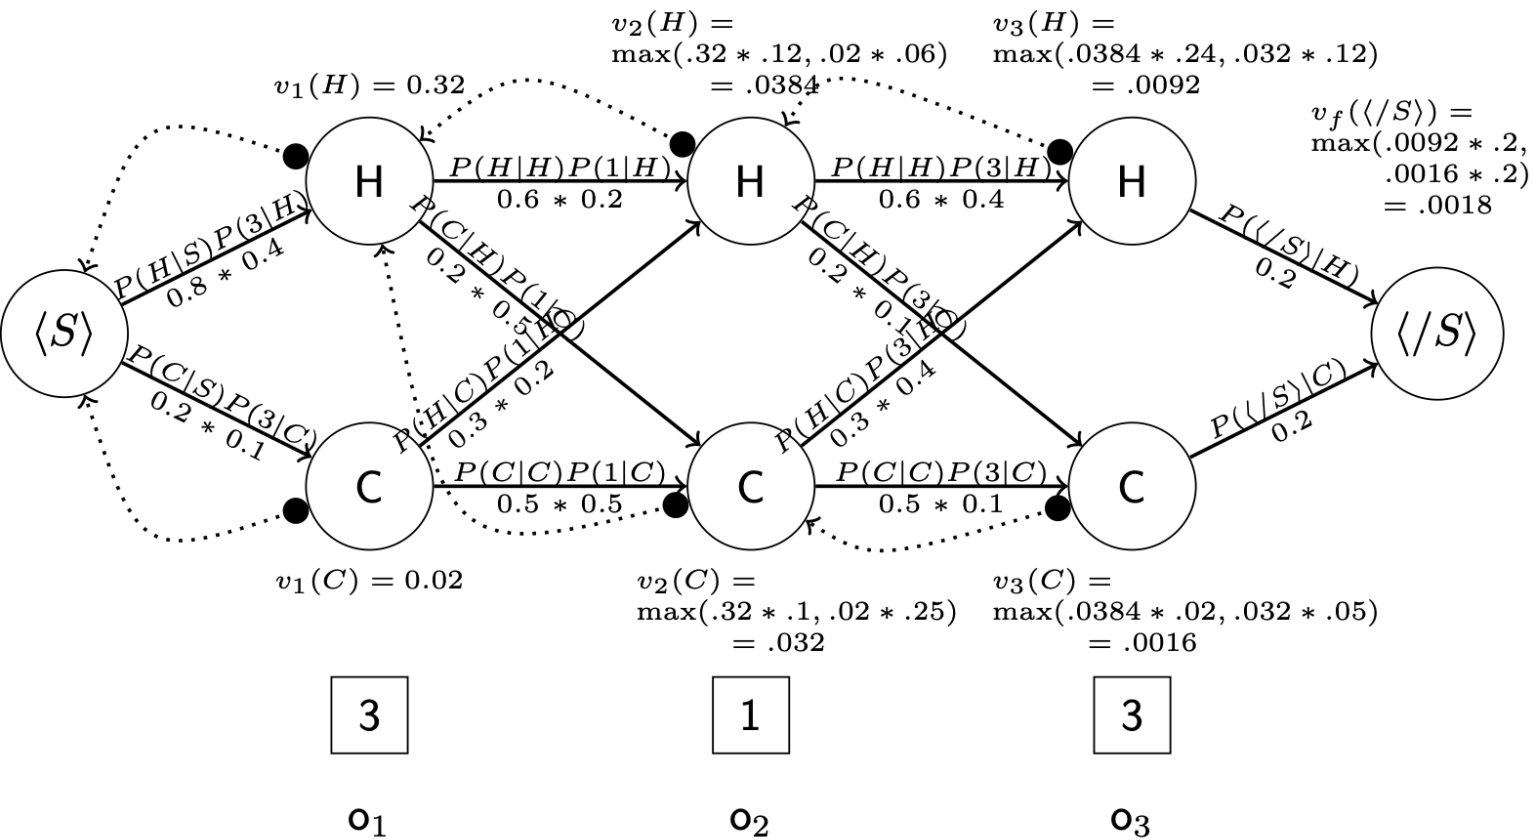 v₂(H) =
max(.32 * .12, .02 * .06)
= .0384
v₃(H) =
max(.0384 * .24, .032 * .12)
= .0092
v₁(H) = 0.32
v_f(⟨/S⟩) =
max(.0092 * .2,
.0016 * .2)
= .0018
H
P(H|H)P(1|H)
0.6 * 0.2
H
P(H|H)P(3|H)
0.6 * 0.4
H
P(H|S)P(3|H)
0.8 * 0.4
P(C|H)P(1|C)
0.2 * 0.5
P(C|H)P(3|C)
0.2 * 0.1
P(⟨/S⟩|H)
0.2
⟨S⟩
⟨/S⟩
P(C|S)P(3|C)
0.2 * 0.1
P(H|C)P(1|H)
0.3 * 0.2
P(H|C)P(3|H)
0.3 * 0.4
P(⟨/S⟩|C)
0.2
C
P(C|C)P(1|C)
0.5 * 0.5
C
P(C|C)P(3|C)
0.5 * 0.1
C
v₁(C) = 0.02
v₂(C) =
max(.32 * .1, .02 * .25)
= .032
v₃(C) =
max(.0384 * .02, .032 * .05)
= .0016
3
1
3
o₁
o₂
o₃